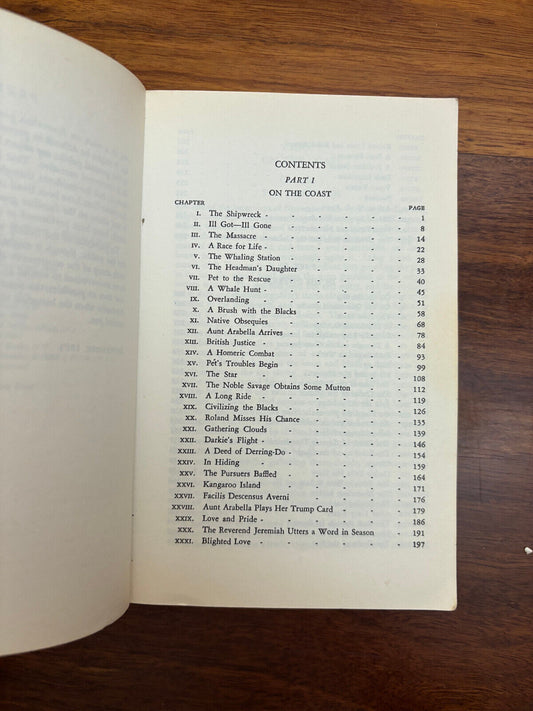 CONTENTS
PART I
ON THE COAST
CHAPTER PAGE
I. The Shipwreck - - - - - - 1
II. Ill Got—Ill Gone - - - - - 8
III. The Massacre - - - - - - 14
IV. A Race for Life - - - - - - 22
V. The Whaling Station - - - - - 28
VI. The Headman's Daughter - - - - 33
VII. Pet to the Rescue - - - - - 40
VIII. A Whale Hunt - - - - - - 45
IX. Overlanding - - - - - - 51
X. A Brush with the Blacks - - - - 58
XI. Native Obsequies - - - - - 68
XII. Aunt Arabella Arrives - - - - - 78
XIII. British Justice - - - - - - 84
XIV. A Homeric Combat - - - - - 93
XV. Pet's Troubles Begin - - - - - 99
XVI. The Star - - - - - - 108
XVII. The Noble Savage Obtains Some Mutton - - 112
XVIII. A Long Ride - - - - - - 119
XIX. Civilizing the Blacks - - - - - 126
XX. Roland Misses His Chance - - - - 135
XXI. Gathering Clouds - - - - - 139
XXII. Darkie's Flight - - - - - - 146
XXIII. A Deed of Derring-Do - - - - - 154
XXIV. In Hiding - - - - - - 159
XXV. The Pursuers Baffled - - - - - 164
XXVI. Kangaroo Island - - - - - 171
XXVII. Facilis Descensus Averni - - - - 176
XXVIII. Aunt Arabella Plays Her Trump Card - - - 179
XXIX. Love and Pride - - - - - - 186
XXX. The Reverend Jeremiah Utters a Word in Season - 191
XXXI. Blighted Love - - - - - - 197